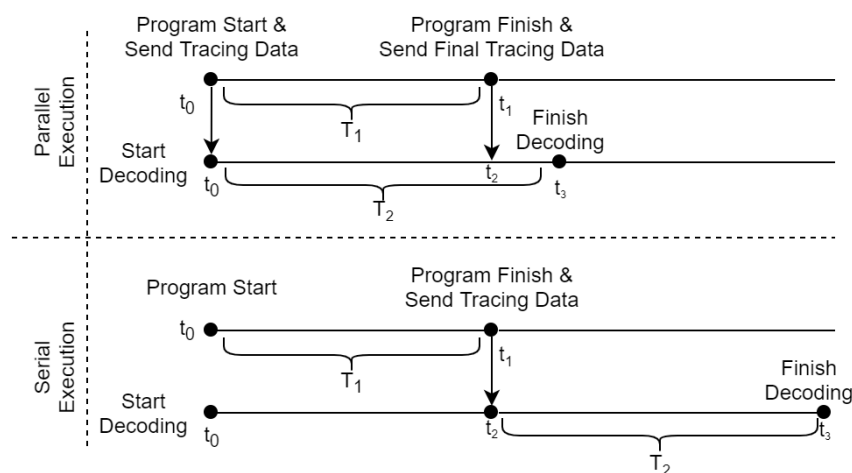 Program Start &
Send Tracing Data
Program Finish &
Send Final Tracing Data
Parallel
Execution
t₀
T₁
t₁
Start
Decoding
Finish
Decoding
t₀
T₂
t₂
t₃
Serial
Execution
Program Start
Program Finish &
Send Tracing Data
t₀
T₁
t₁
Start
Decoding
Finish
Decoding
t₀
t₂
T₂
t₃